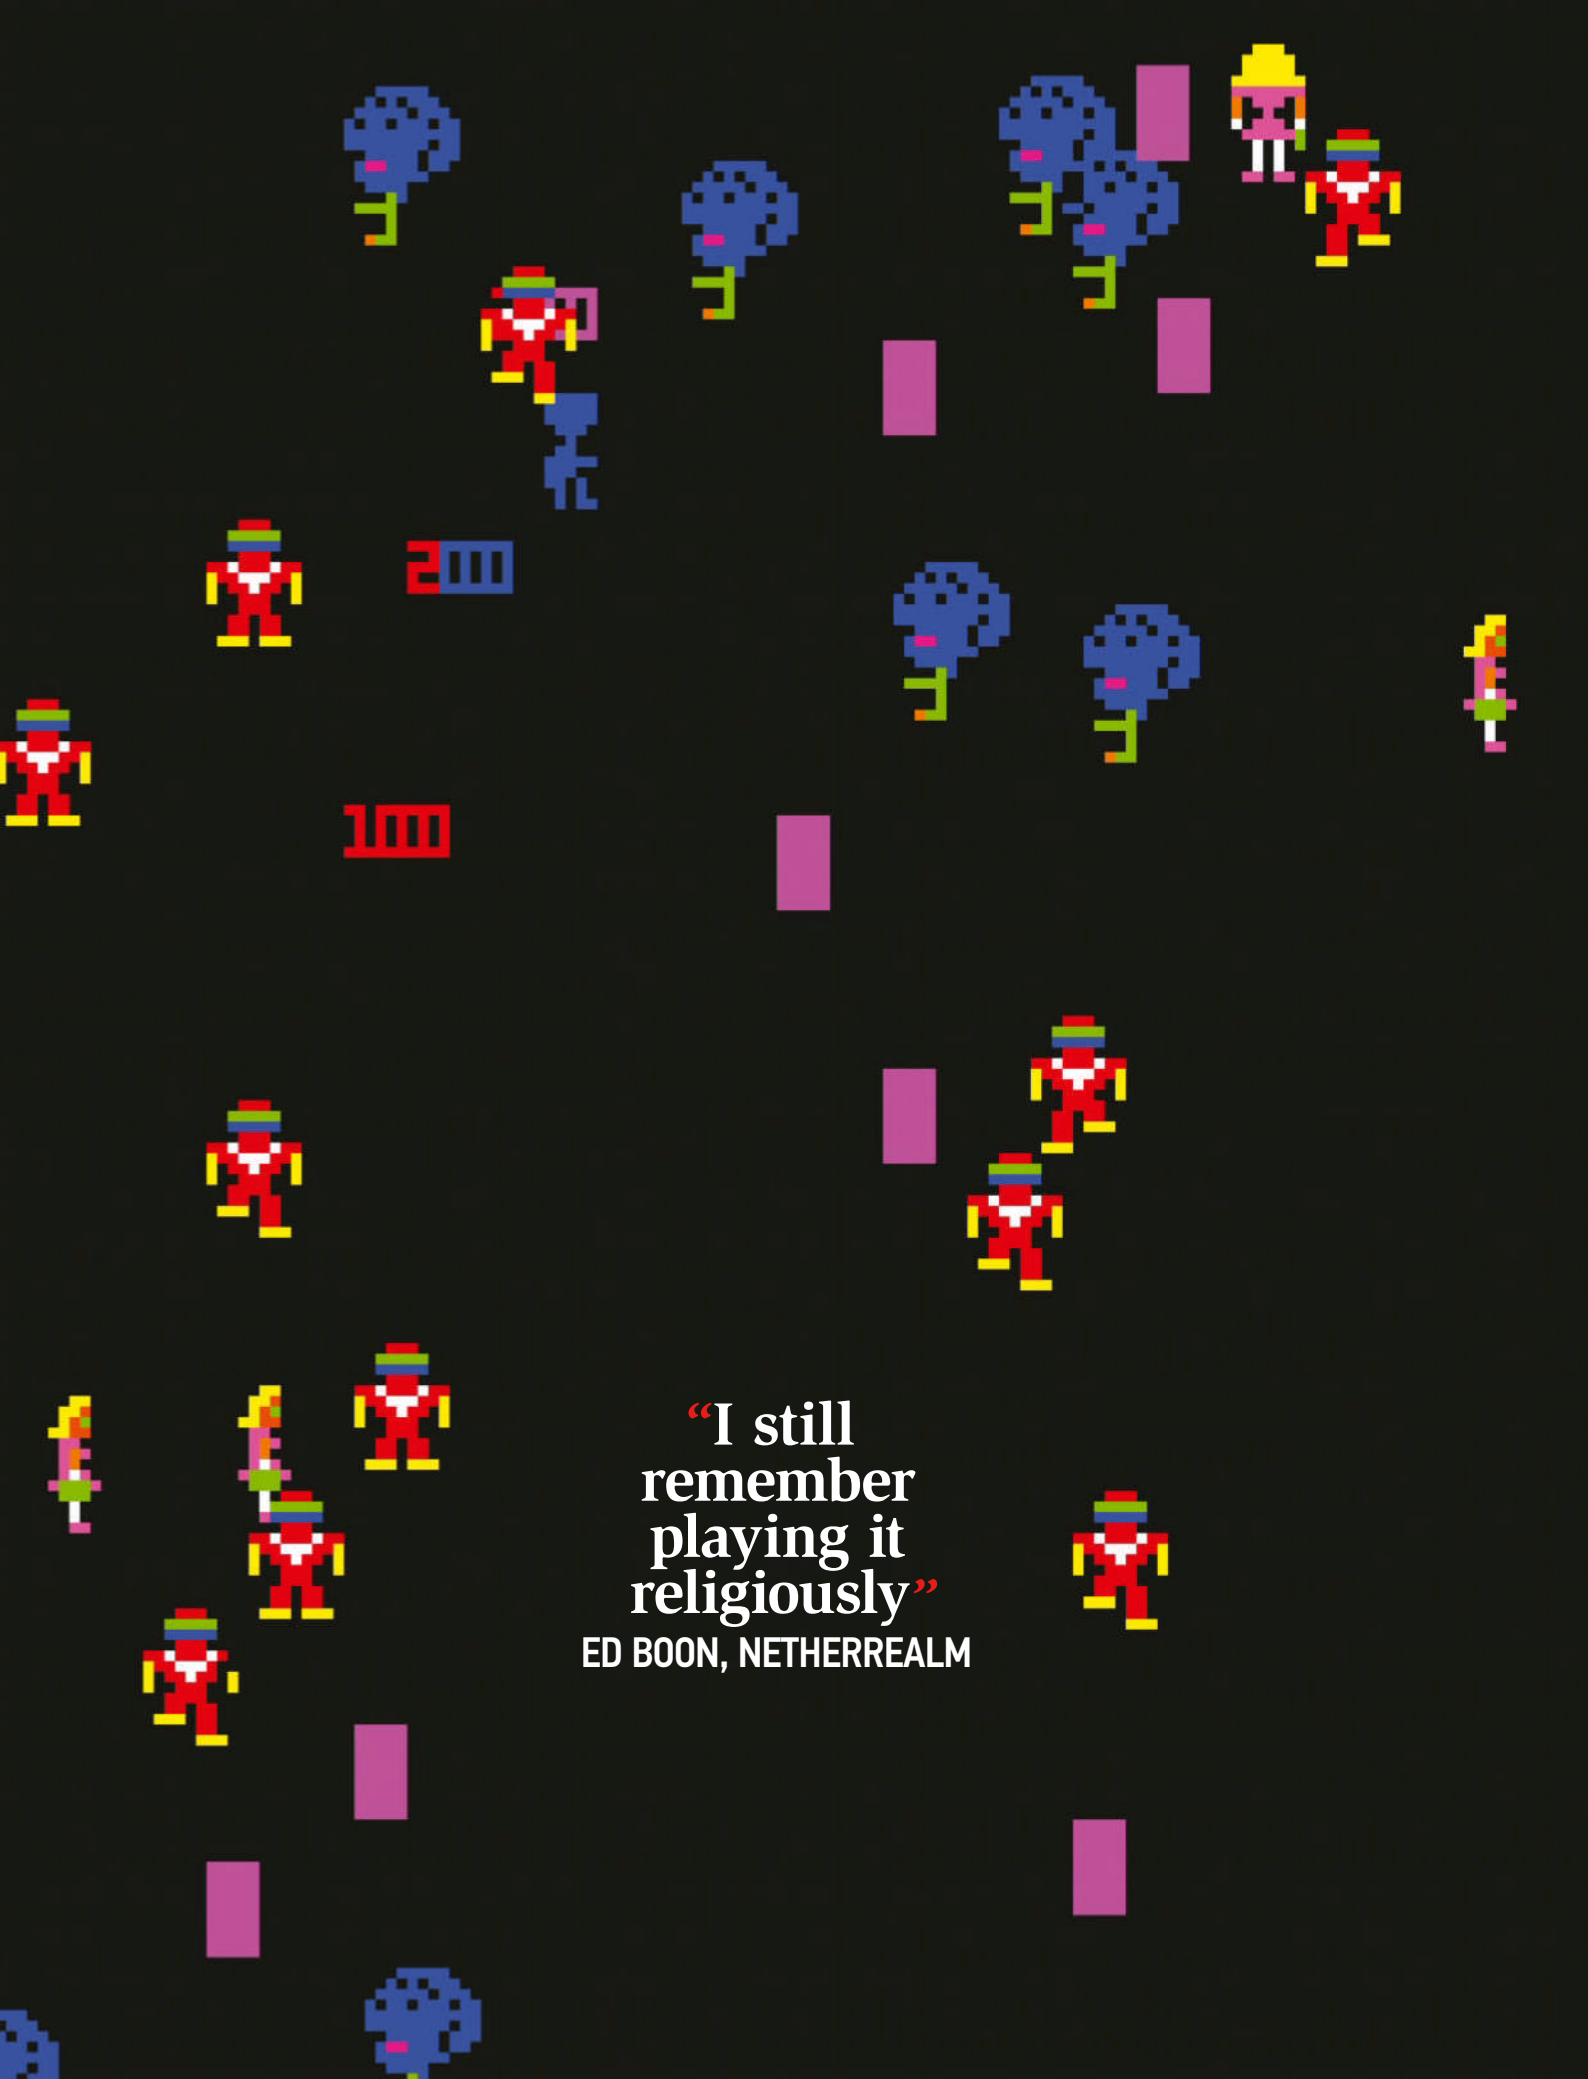 2000
1000
“I still
remember
playing it
religiously”
ED BOON, NETHERREALM